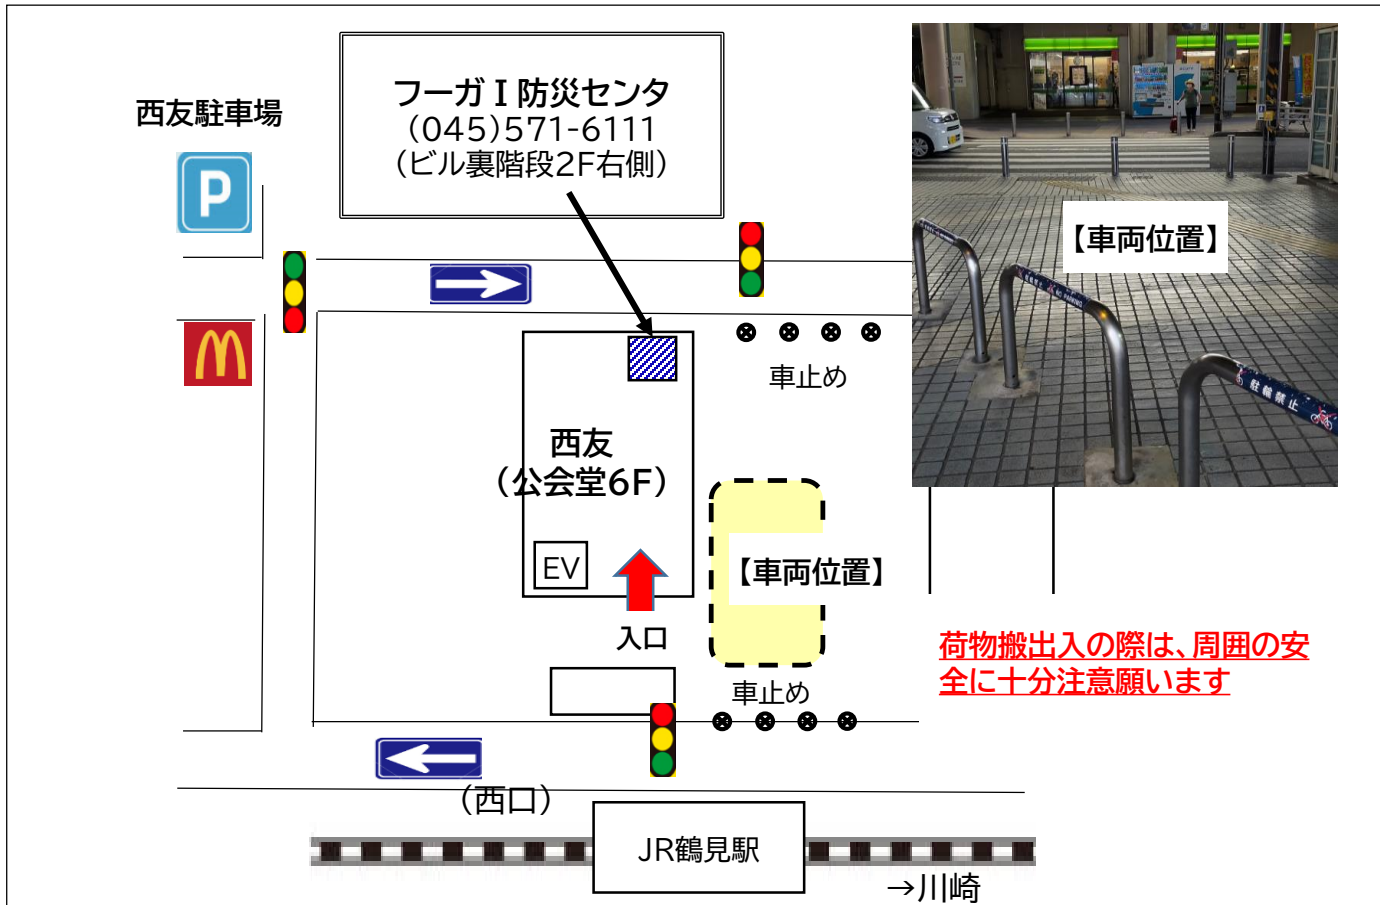 西友駐車場
P
フーガⅠ防災センタ
(045)571-6111
(ビル裏階段2F右側)
【車両位置】
駐輪禁止
車止め
西友
(公会堂6F)
EV
入口
【車両位置】
車止め
荷物搬出入の際は、周囲の安
全に十分注意願います
(西口)
JR鶴見駅
→川崎